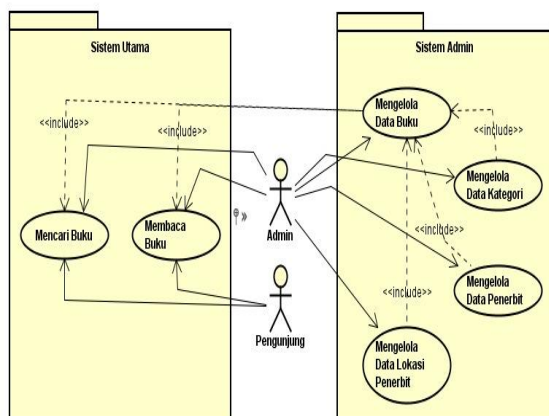 Sistem Utama
Sistem Admin
Mengelola
Data Buku
<<include>>
<<include>>
<<include>>
Mengelola
Data Kategori
Mencari Buku
Membaca
Buku
Admin
<<include>>
Mengelola
Data Penerbit
<<include>>
Pengunjung
Mengelola
Data Lokasi
Penerbit